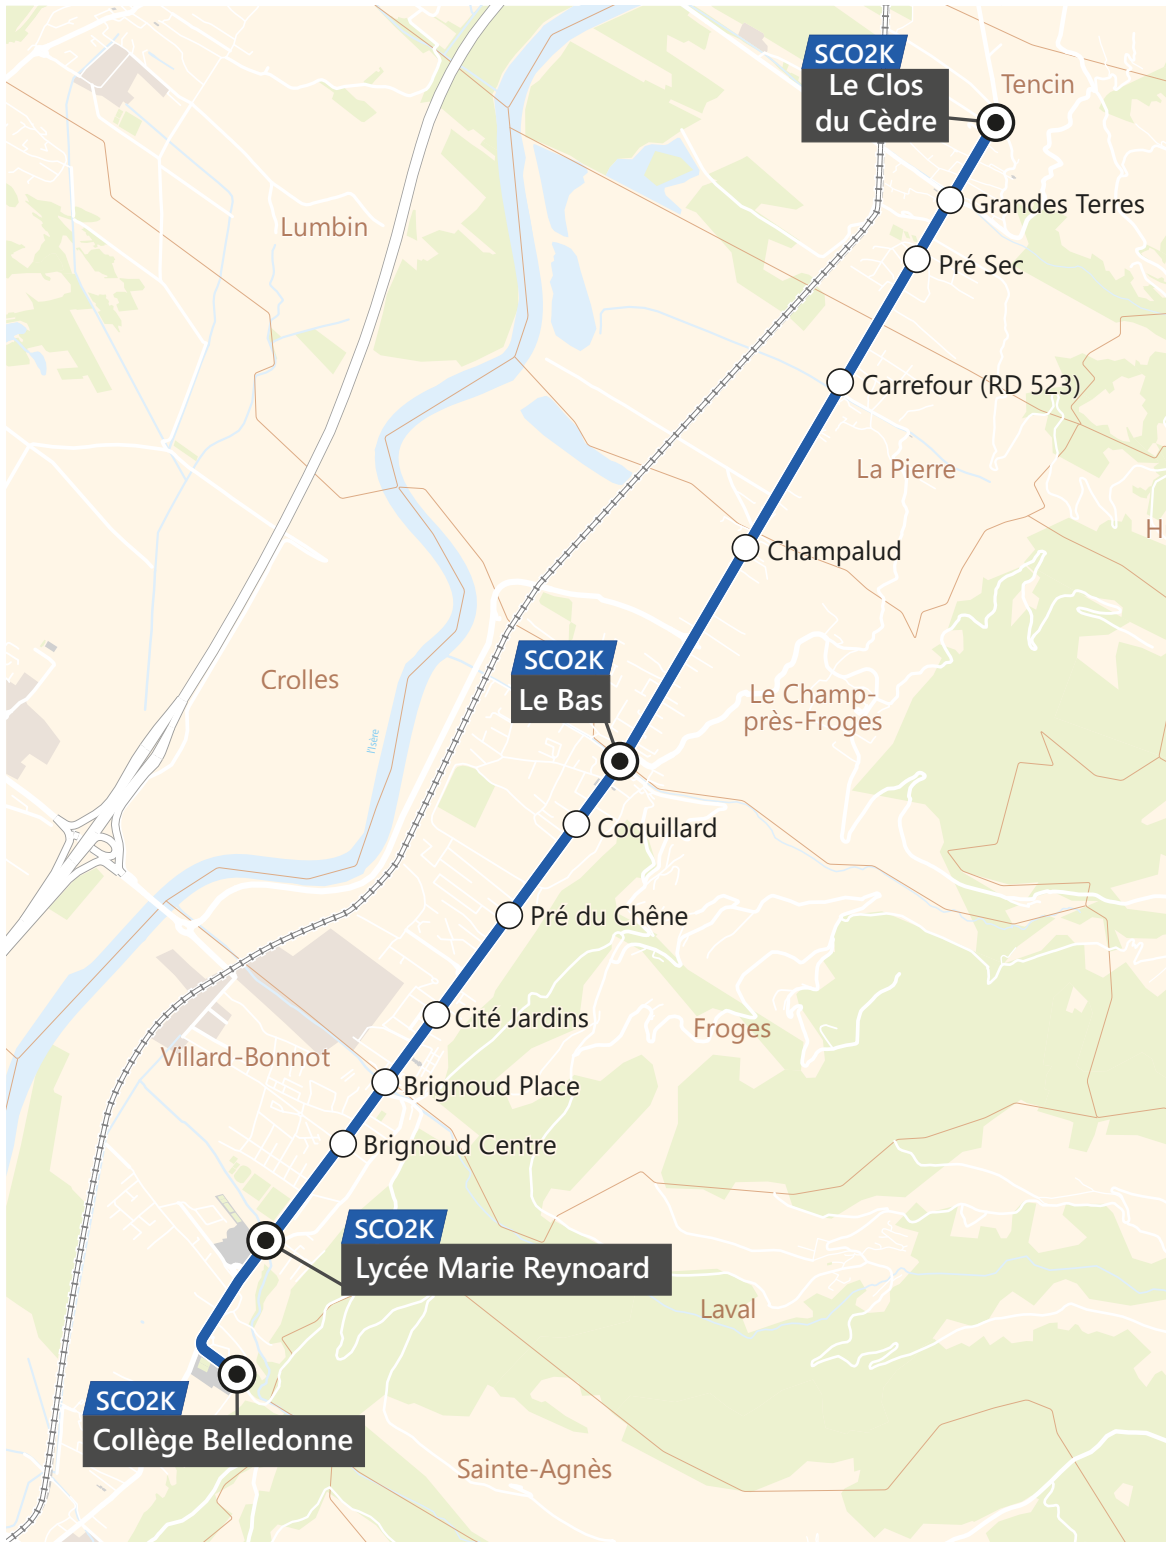 SCO2K
Le Clos
du Cèdre
Tencin
Grandes Terres
Lumbin
Pré Sec
Carrefour (RD 523)
La Pierre
H
Champalud
SCO2K
Le Bas
Crolles
Le Champ-
près-Froges
l'Isère
Coquillard
Pré du Chêne
Cité Jardins
Froges
Villard-Bonnot
Brignoud Place
Brignoud Centre
SCO2K
Lycée Marie Reynoard
Laval
SCO2K
Collège Belledonne
Sainte-Agnès